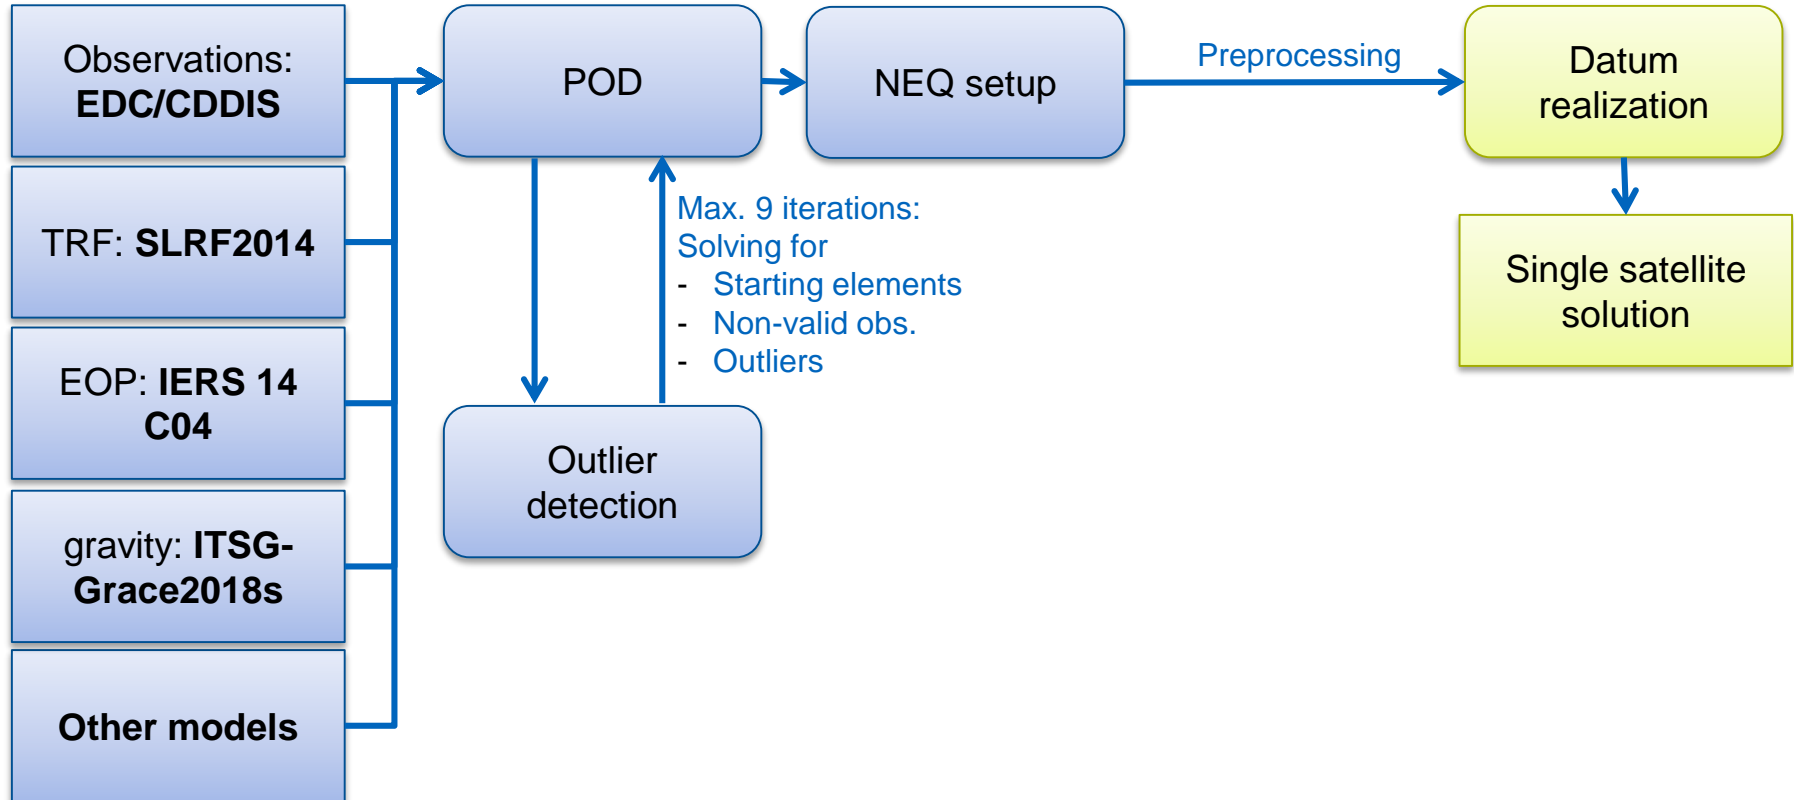 Observations:
EDC/CDDIS
POD
NEQ setup
Preprocessing
Datum
realization
TRF: SLRF2014
Max. 9 iterations:
Solving for
- Starting elements
- Non-valid obs.
- Outliers
Single satellite
solution
EOP: IERS 14
C04
Outlier
detection
gravity: ITSG-
Grace2018s
Other models